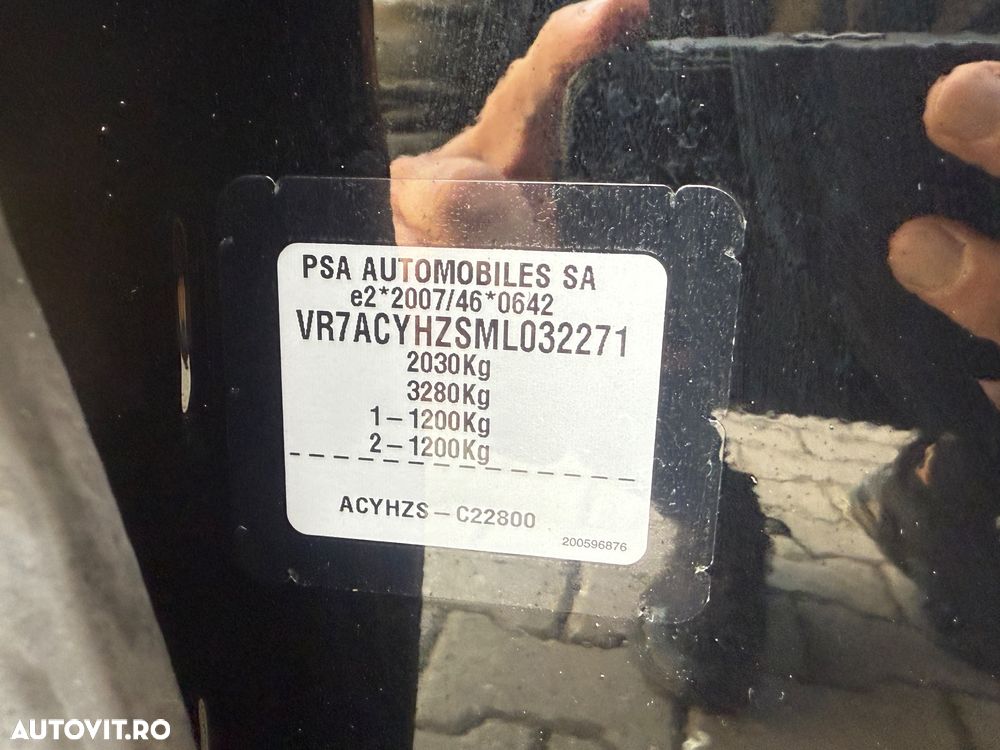 PSA AUTOMOBILES SA
e2*2007/46*0642
VR7ACYHZSML032271
2030Kg
3280Kg
1-1200Kg
2-1200Kg
ACYHZS-C22800
200596876
AUTOVIT.RO